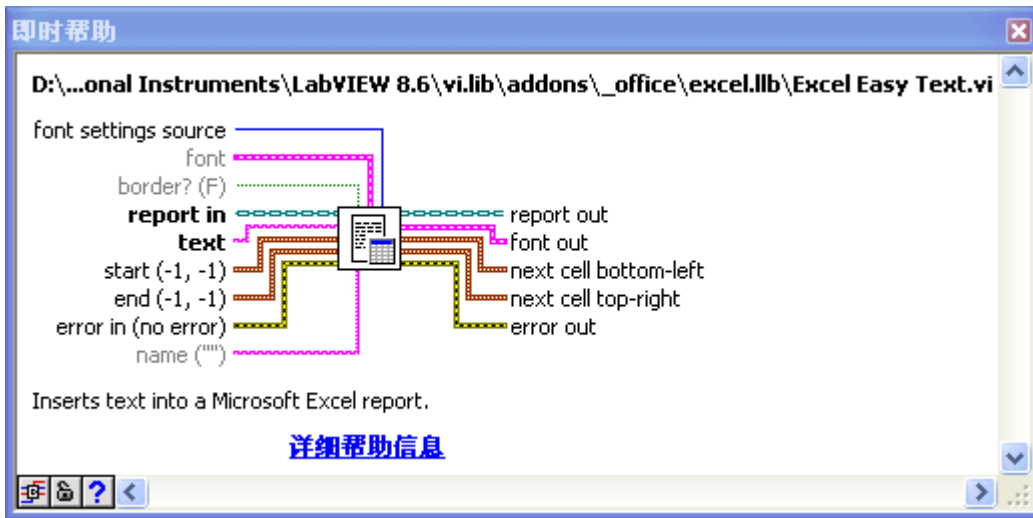 即时帮助
D:\...onal Instruments\LabVIEW 8.6\vi.lib\addons\_office\excel.llb\Excel Easy Text.vi
font settings source
font
border? (F)
report in
text
start (-1, -1)
end (-1, -1)
error in (no error)
name ("")
report out
font out
next cell bottom-left
next cell top-right
error out
Inserts text into a Microsoft Excel report.
详细帮助信息
?